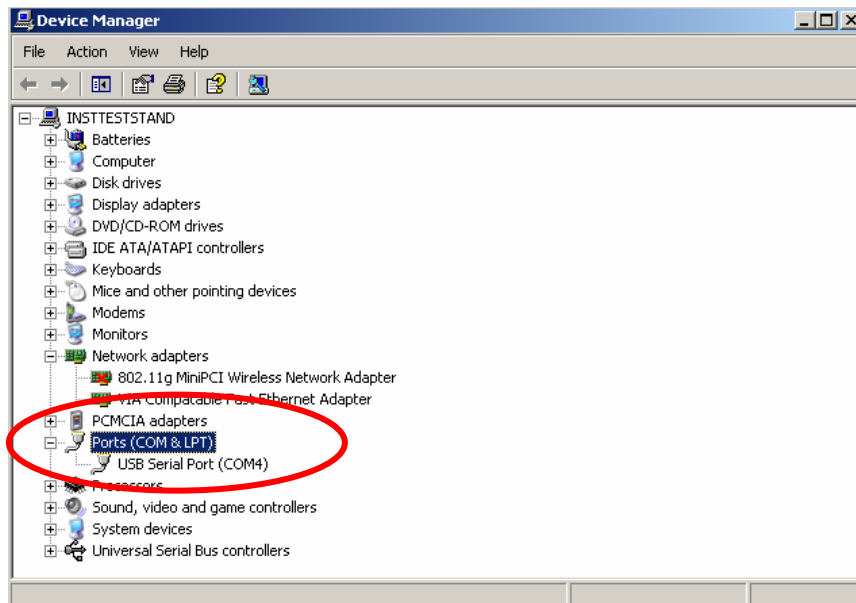 Device Manager
File Action View Help
INSTTESTSTAND
Batteries
Computer
Disk drives
Display adapters
DVD/CD-ROM drives
IDE ATA/ATAPI controllers
Keyboards
Mice and other pointing devices
Modems
Monitors
Network adapters
802.11g MiniPCI Wireless Network Adapter
VIA Compatable Fast Ethernet Adapter
PCMCIA adapters
Ports (COM & LPT)
USB Serial Port (COM4)
Processors
Sound, video and game controllers
System devices
Universal Serial Bus controllers